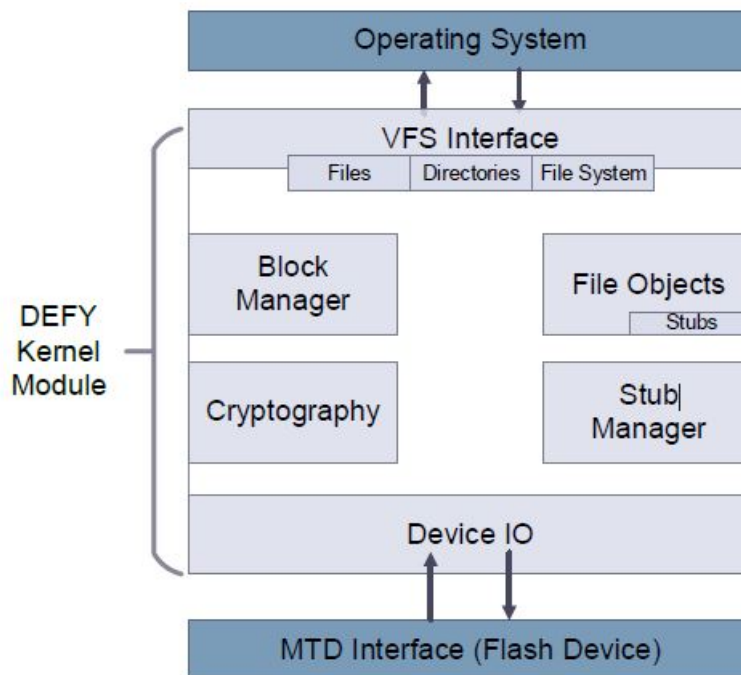 Operating System
VFS Interface
Files
Directories
File System
Block
Manager
File Objects
Stubs
DEFY
Kernel
Module
Cryptography
Stub
Manager
Device IO
MTD Interface (Flash Device)